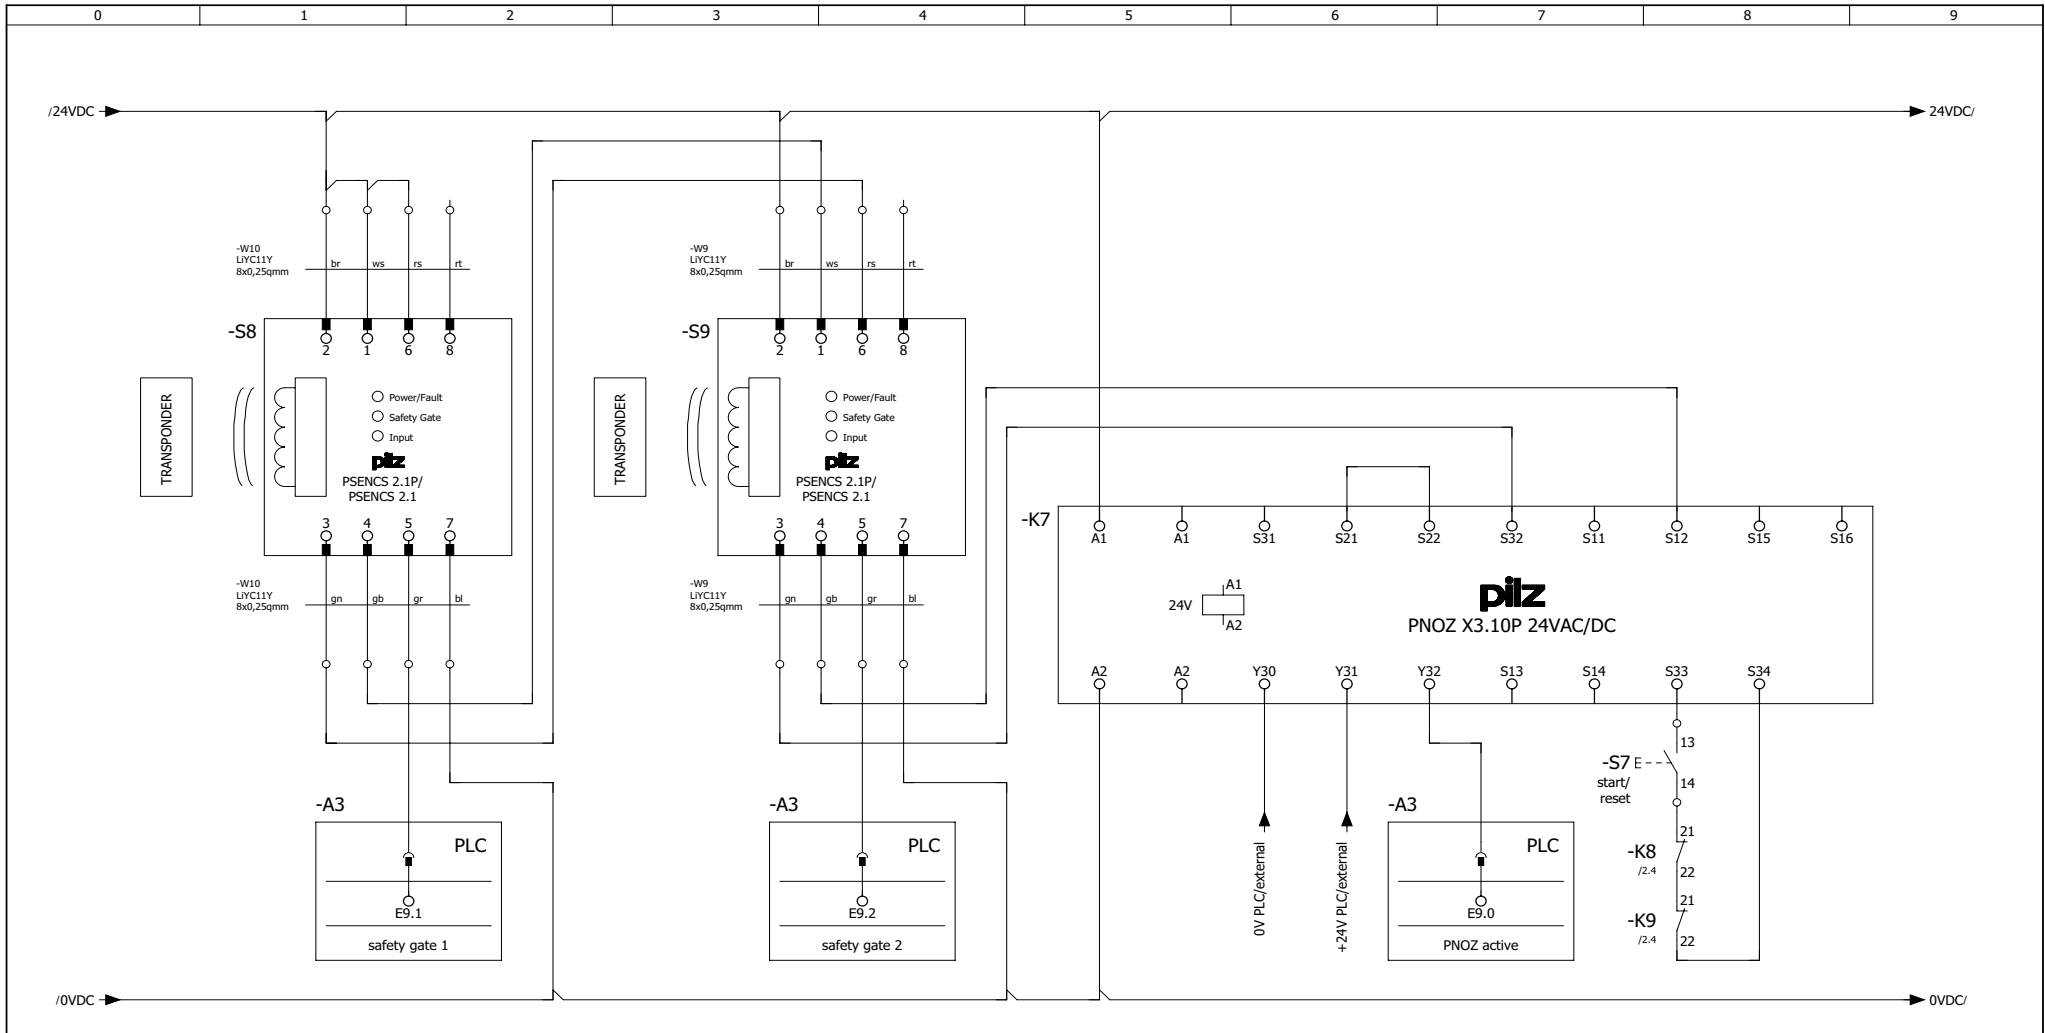 0 1 2 3 4 5 6 7 8 9
/24VDC 24VDC/
-W10
LiYC11Y
8x0,25qmm
br ws rs rt
-W9
LiYC11Y
8x0,25qmm
br ws rs rt
-S8
2 1 6 8
TRANSPONDER
Power/Fault
Safety Gate
Input
pilz
PSENCS 2.1P/
PSENCS 2.1
3 4 5 7
-S9
2 1 6 8
TRANSPONDER
Power/Fault
Safety Gate
Input
pilz
PSENCS 2.1P/
PSENCS 2.1
3 4 5 7
-K7
A1 A1 S31 S21 S22 S32 S11 S12 S15 S16
24V
A1
A2
pilz
PNOZ X3.10P 24VAC/DC
A2 A2 Y30 Y31 Y32 S13 S14 S33 S34
-W10
LiYC11Y
8x0,25qmm
gn gb gr bl
-W9
LiYC11Y
8x0,25qmm
gn gb gr bl
-A3
PLC
E9.1
safety gate 1
-A3
PLC
E9.2
safety gate 2
0V PLC/external
+24V PLC/external
-A3
PLC
E9.0
PNOZ active
-S7 E
start/
reset
13
14
-K8
/2.4
21
22
-K9
/2.4
21
22
/0VDC 0VDC/